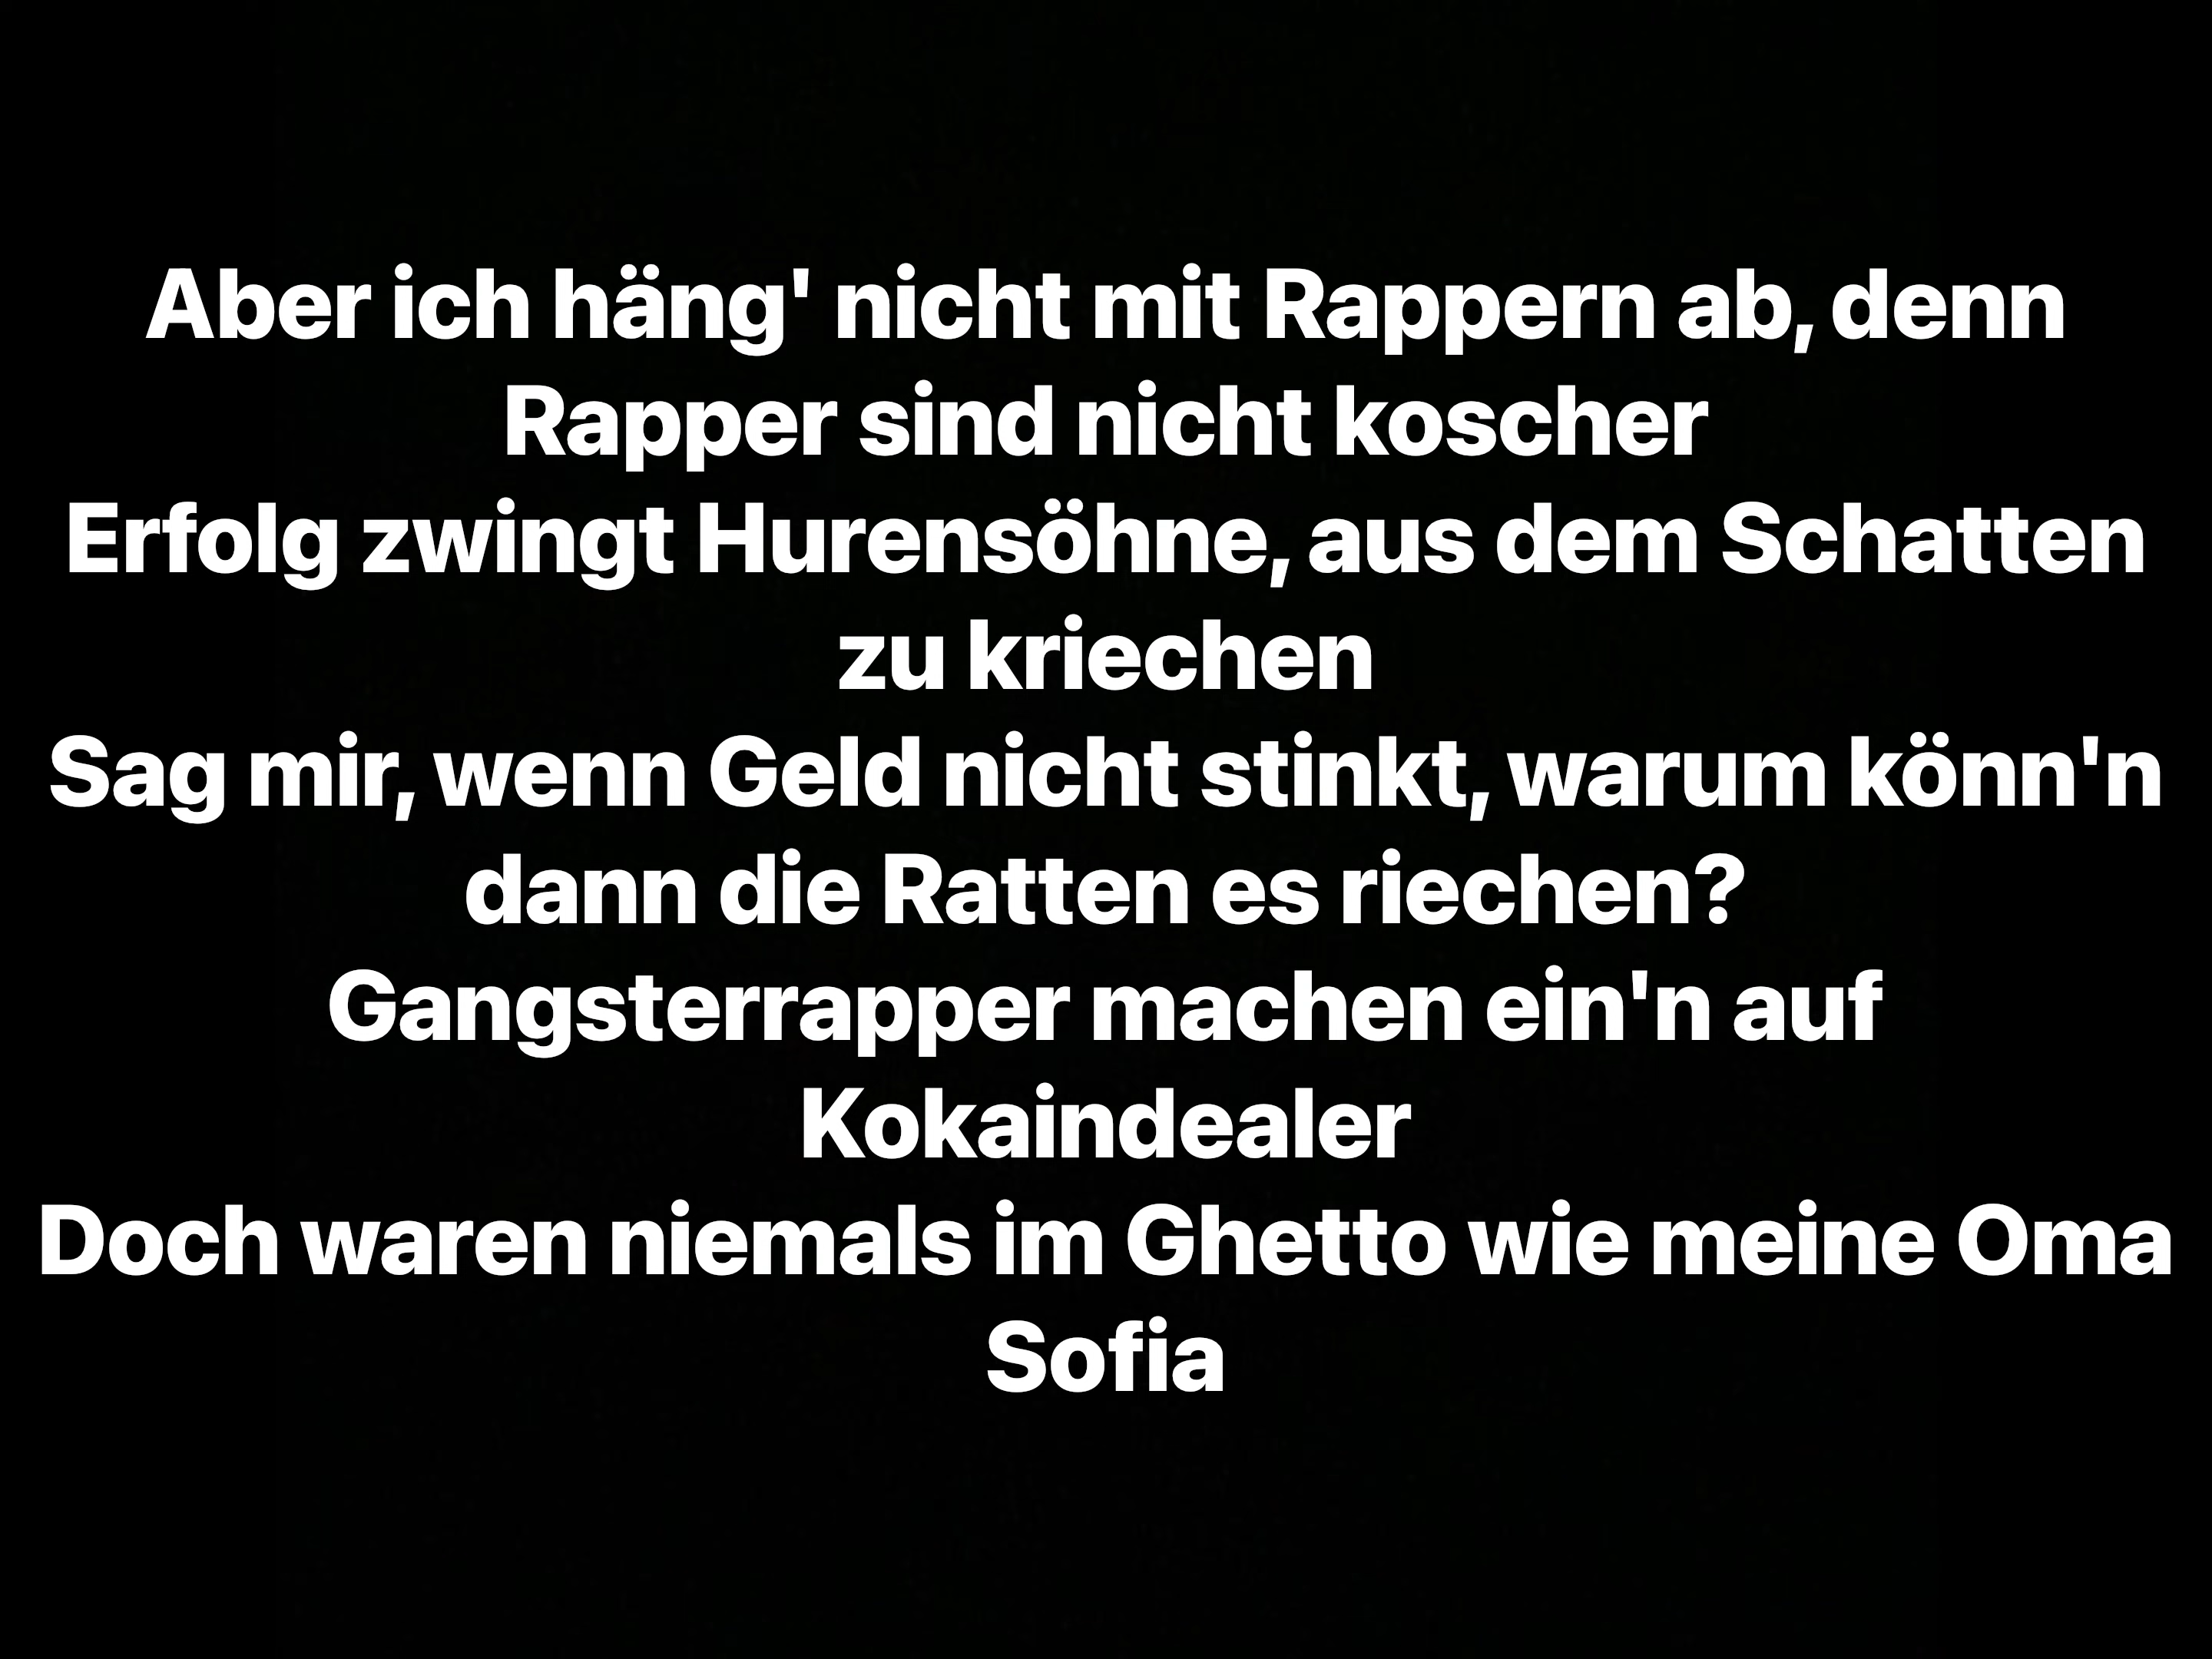 Aber ich häng' nicht mit Rappern ab, denn
Rapper sind nicht koscher
Erfolg zwingt Hurensöhne, aus dem Schatten
zu kriechen
Sag mir, wenn Geld nicht stinkt, warum könn'n
dann die Ratten es riechen?
Gangsterrapper machen ein'n auf
Kokaindealer
Doch waren niemals im Ghetto wie meine Oma
Sofia